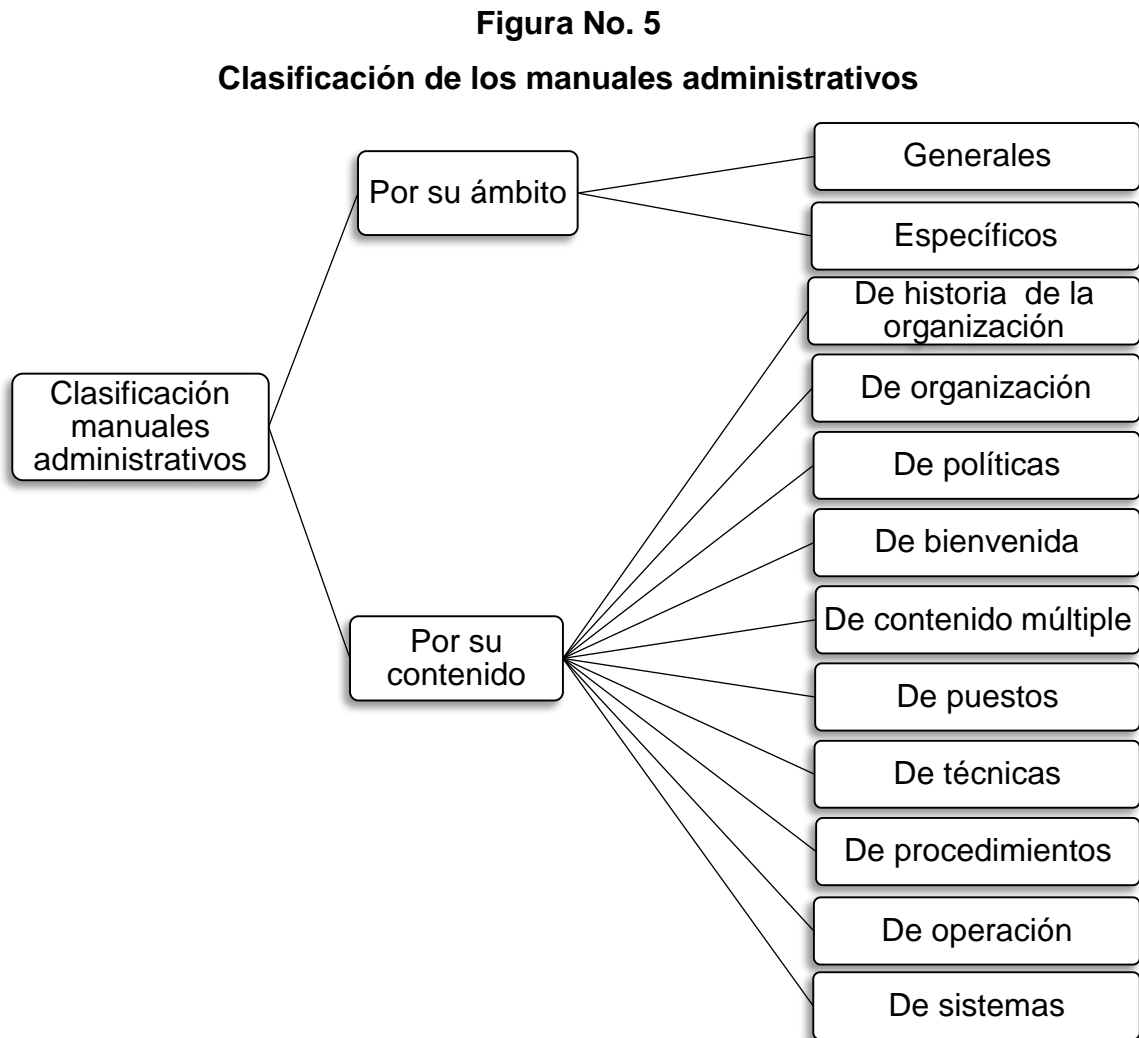 Figura No. 5
Clasificación de los manuales administrativos
Clasificación
manuales
administrativos
Por su ámbito
Generales
Específicos
Por su
contenido
De historia de la
organización
De organización
De políticas
De bienvenida
De contenido múltiple
De puestos
De técnicas
De procedimientos
De operación
De sistemas